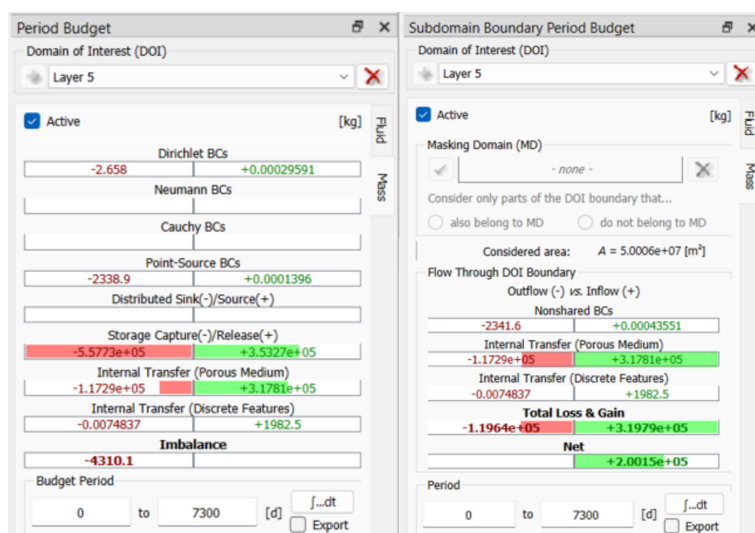 Period Budget
Domain of Interest (DOI)
Layer 5
Active [kg]
Fluid
Mass
Dirichlet BCs
-2.658 +0.00029591
Neumann BCs
Cauchy BCs
Point-Source BCs
-2338.9 +0.0001396
Distributed Sink(-)/Source(+)
Storage Capture(-)/Release(+)
-5.5773e+05 +3.5327e+05
Internal Transfer (Porous Medium)
-1.1729e+05 +3.1781e+05
Internal Transfer (Discrete Features)
-0.0074837 +1982.5
Imbalance
-4310.1
Budget Period
0 to 7300 [d] ∫...dt
Export
Subdomain Boundary Period Budget
Domain of Interest (DOI)
Layer 5
Active [kg]
Fluid
Mass
Masking Domain (MD)
- none -
Consider only parts of the DOI boundary that...
also belong to MD do not belong to MD
Considered area: A = 5.0006e+07 [m²]
Flow Through DOI Boundary
Outflow (-) vs. Inflow (+)
Nonshared BCs
-2341.6 +0.00043551
Internal Transfer (Porous Medium)
-1.1729e+05 +3.1781e+05
Internal Transfer (Discrete Features)
-0.0074837 +1982.5
Total Loss & Gain
-1.1964e+05 +3.1979e+05
Net
+2.0015e+05
Period
0 to 7300 [d] ∫...dt
Export